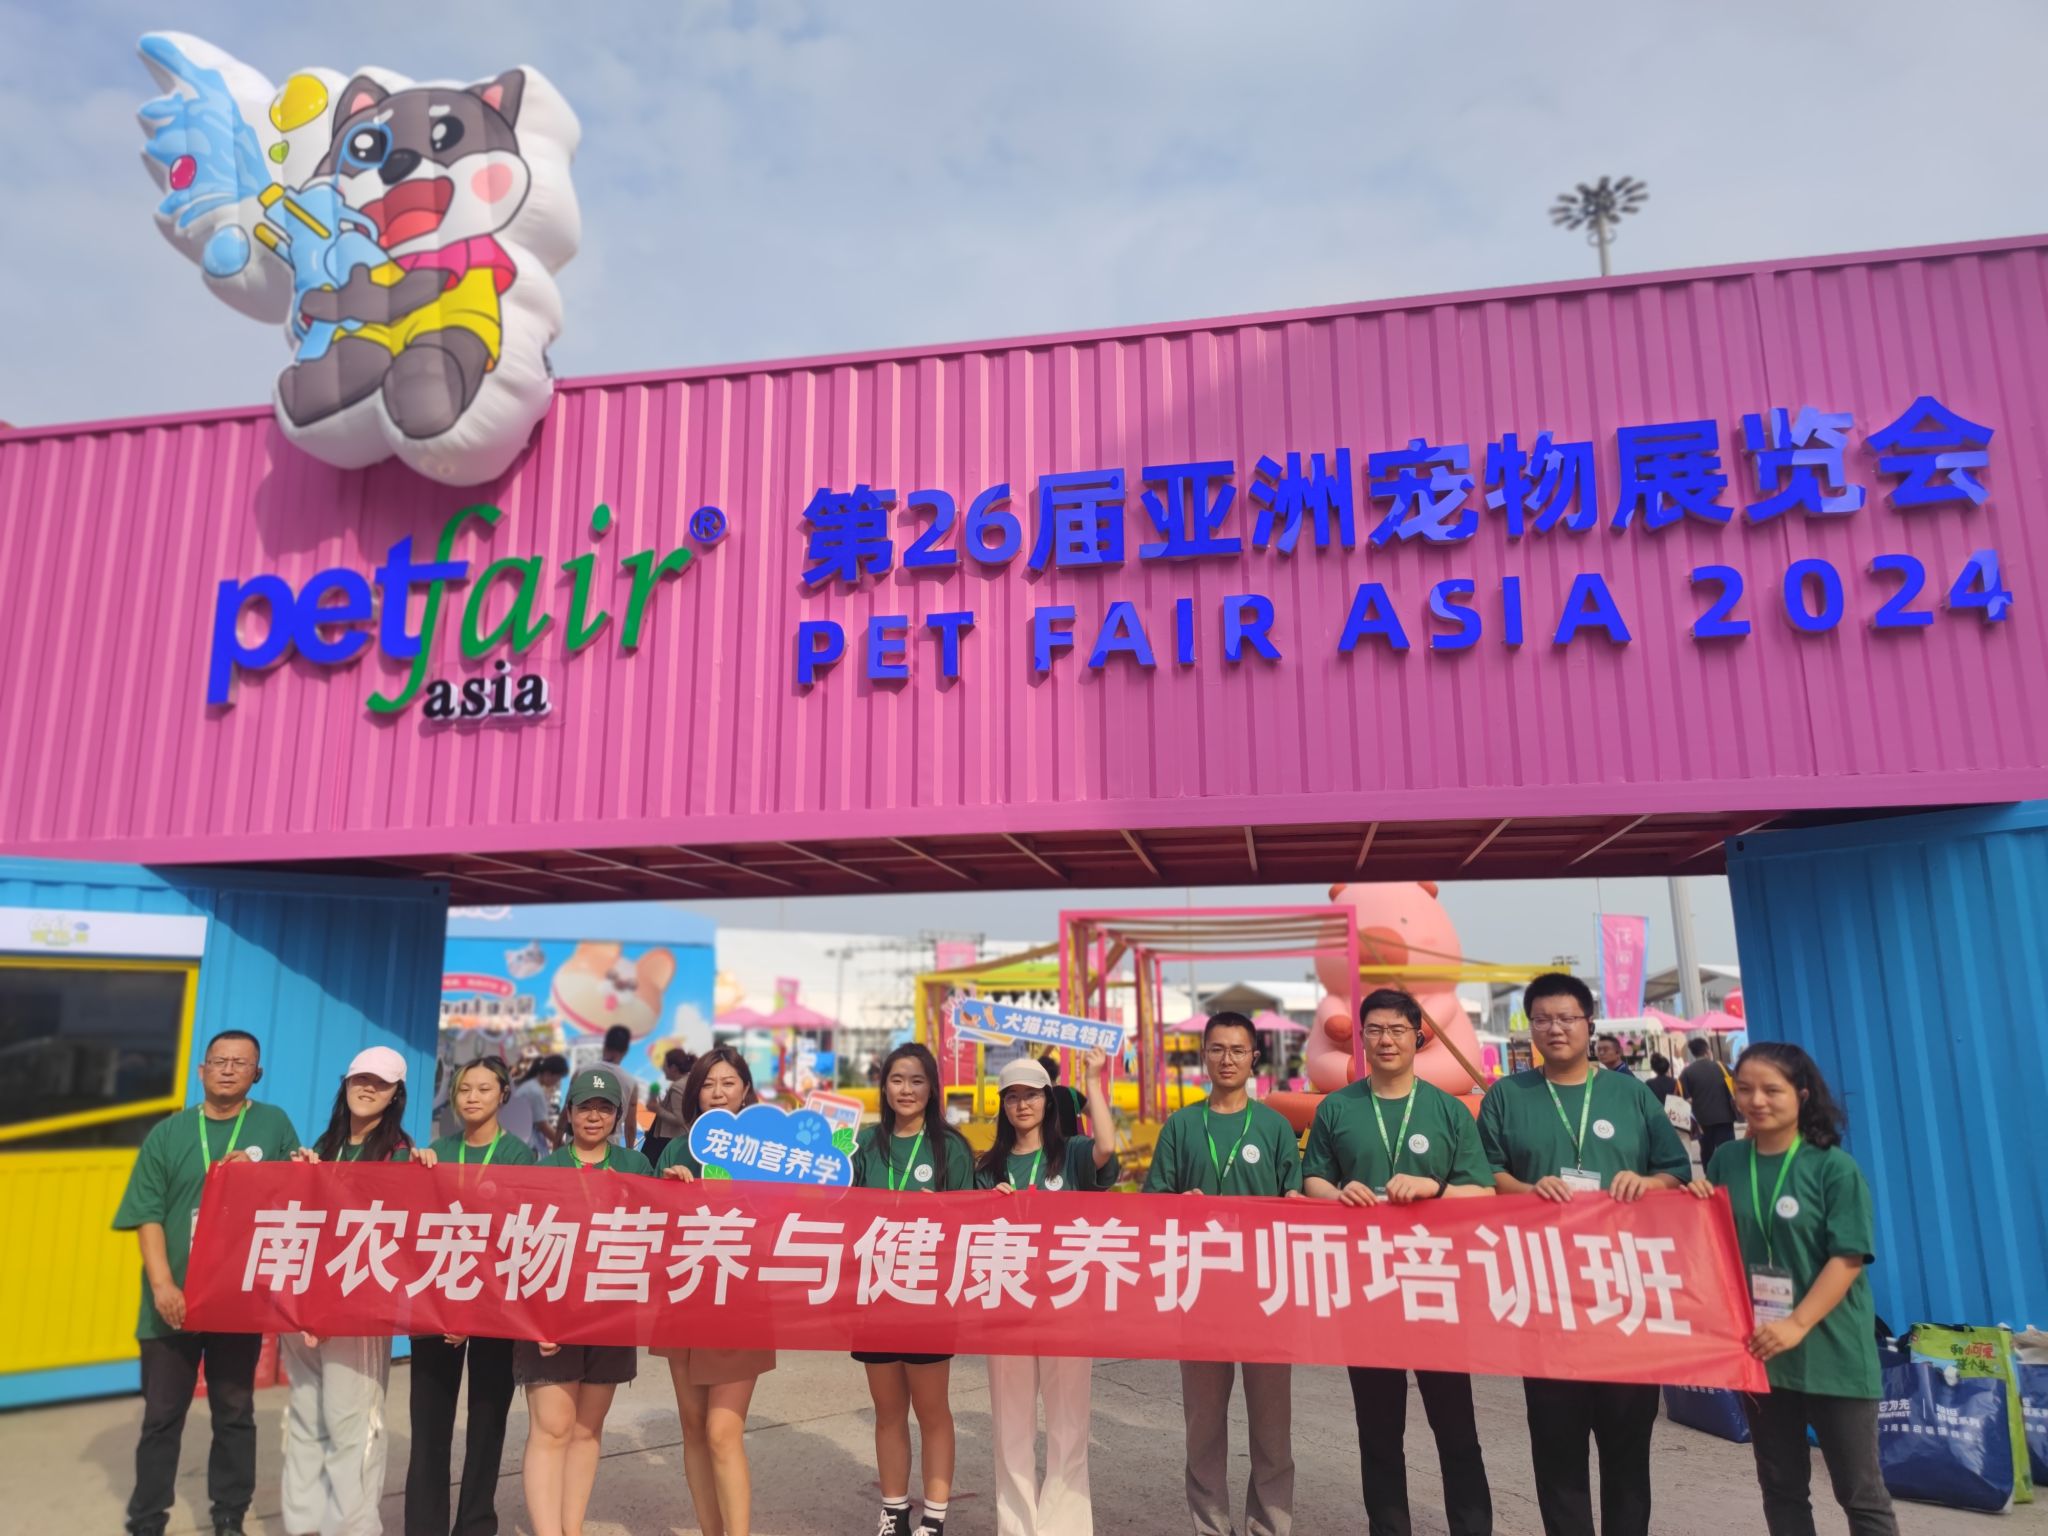 petfair®
asia
第26届亚洲宠物展览会
PET FAIR ASIA 2024
犬猫采食特征
LA
宠物营养学
南农宠物营养与健康养护师培训班